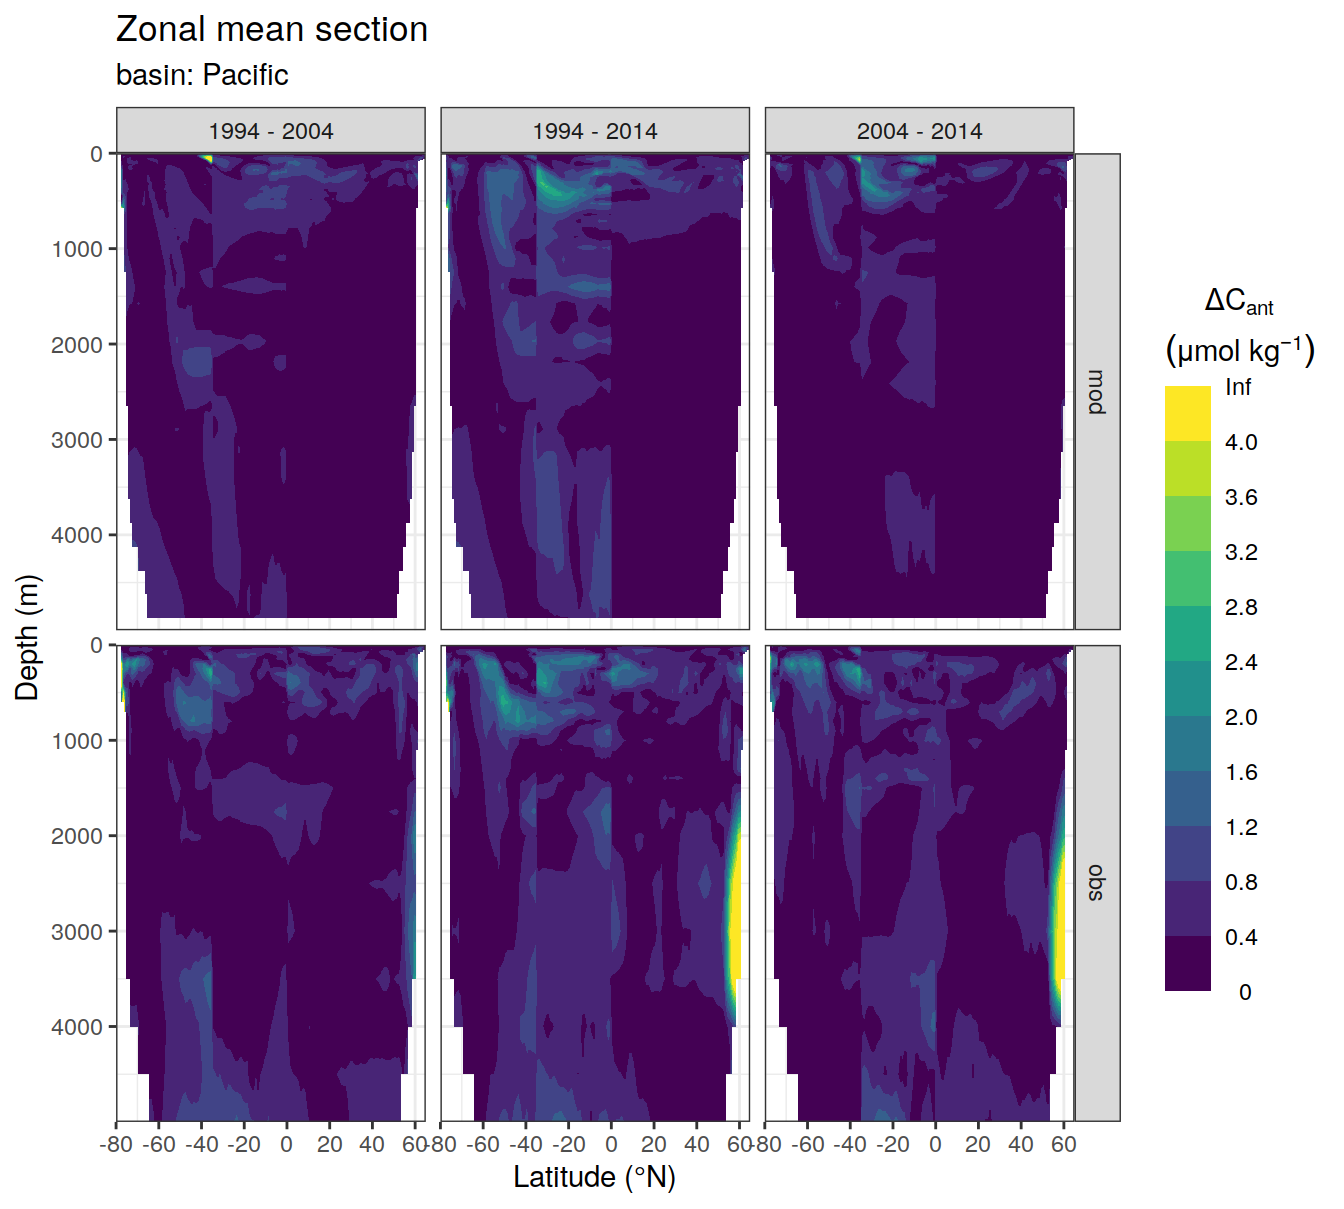 Zonal mean section
basin: Pacific
1994 - 2004
1994 - 2014
2004 - 2014
0
1000
2000
3000
4000
mod
0
1000
2000
3000
4000
obs
-80 -60 -40 -20 0 20 40 60
-80 -60 -40 -20 0 20 40 60
-80 -60 -40 -20 0 20 40 60
Latitude (°N)
Depth (m)
ΔCant
(μmol kg⁻¹)
Inf
4.0
3.6
3.2
2.8
2.4
2.0
1.6
1.2
0.8
0.4
0